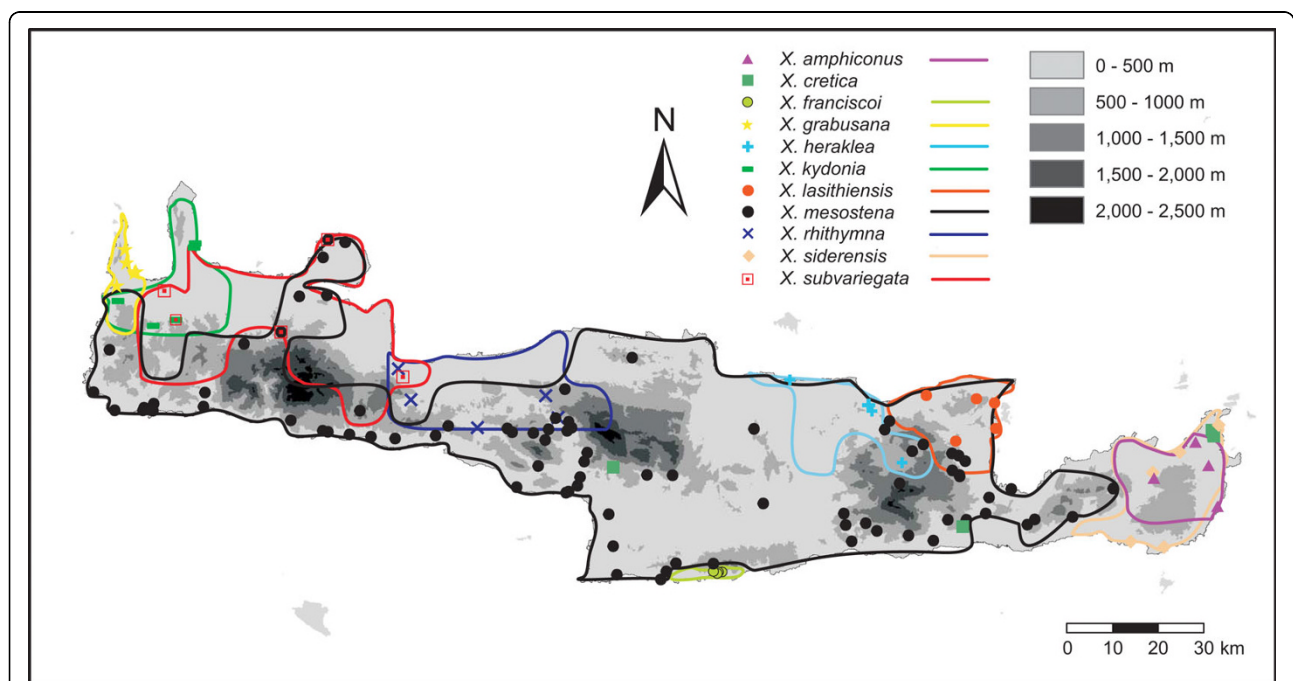 X. amphiconus
X. cretica
X. franciscoi
X. grabusana
X. heraklea
X. kydonia
X. lasithiensis
X. mesostena
X. rhithymna
X. siderensis
X. subvariegata
0 - 500 m
500 - 1000 m
1,000 - 1,500 m
1,500 - 2,000 m
2,000 - 2,500 m
N
0 10 20 30 km